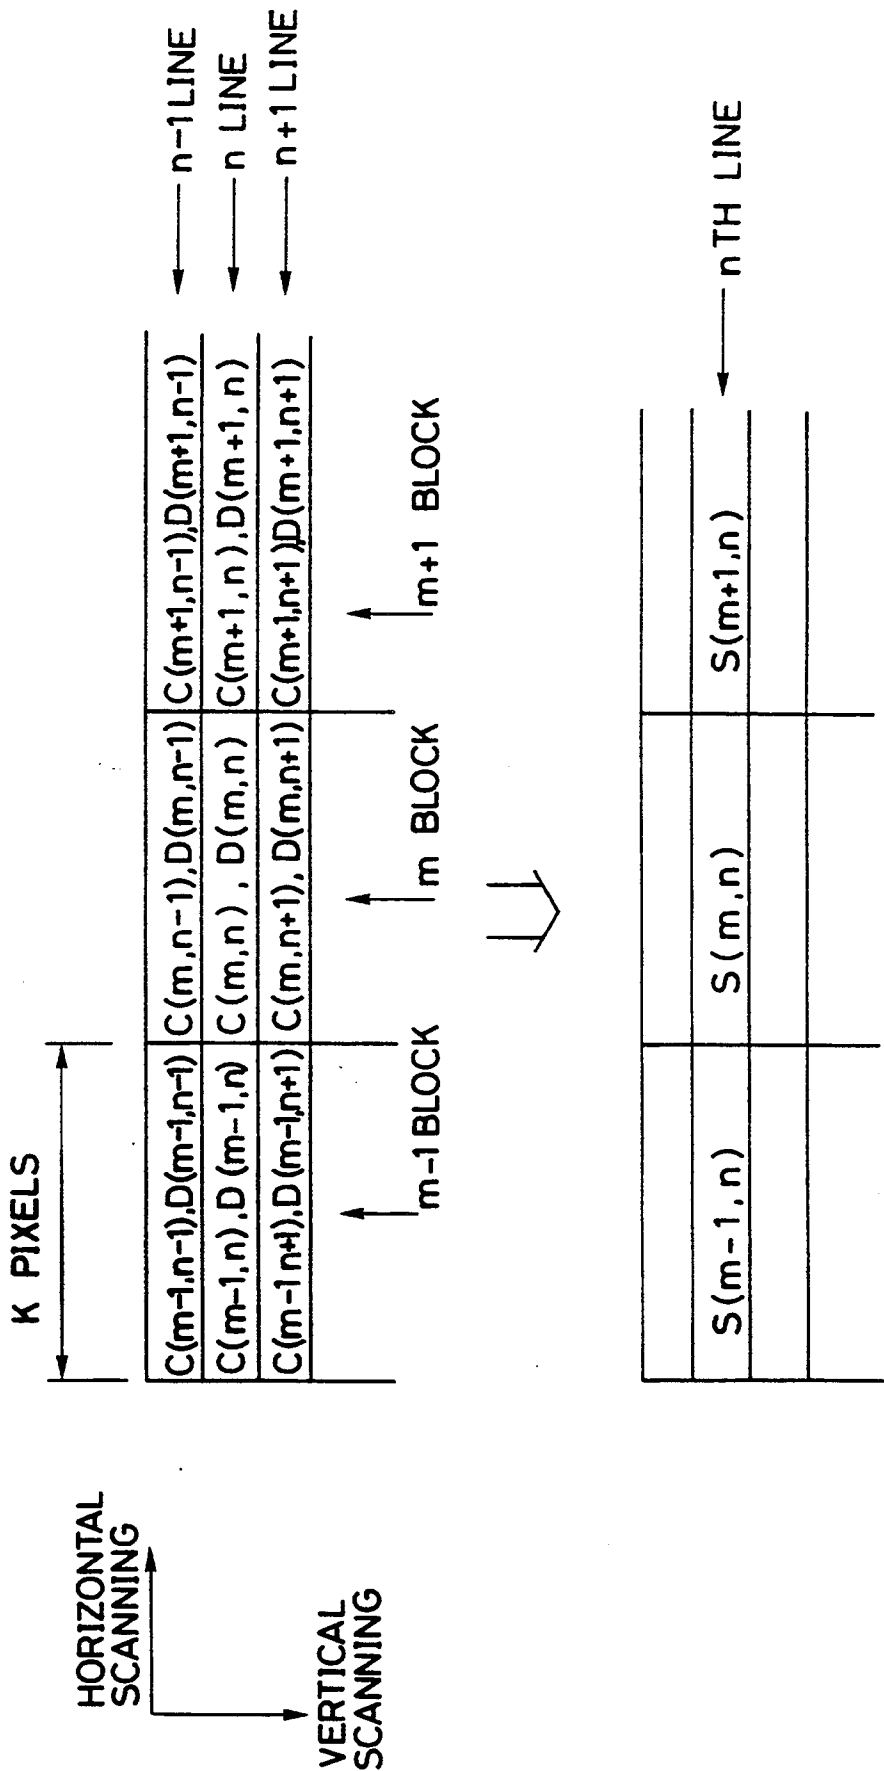 HORIZONTAL
SCANNING
VERTICAL
SCANNING
K PIXELS
C(m-1,n-1),D(m-1,n-1) C(m,n-1),D(m,n-1) C(m+1,n-1),D(m+1,n-1) n-1 LINE
C(m-1,n),D(m-1,n) C(m,n), D(m,n) C(m+1,n),D(m+1,n) n LINE
C(m-1 n+1),D(m-1,n+1) C(m,n+1), D(m,n+1) C(m+1,n+1),D(m+1,n+1) n+1 LINE
m-1 BLOCK m BLOCK m+1 BLOCK
S(m-1,n) S(m,n) S(m+1,n) nTH LINE